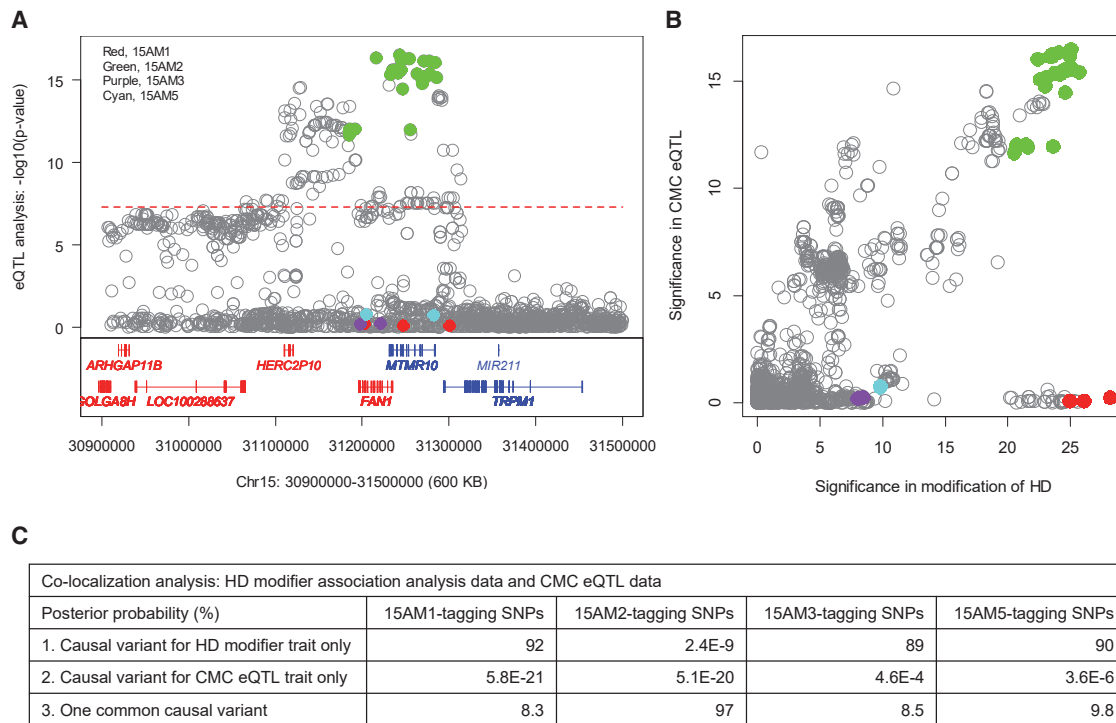 A
Red, 15AM1
Green, 15AM2
Purple, 15AM3
Cyan, 15AM5
eQTL analysis: -log10(p-value)
15
10
5
0
ARHGAP11B
HERC2P10
MTMR10
MIR211
GOLGA8H
LOC100288637
FAN1
TRPM1
30900000 31000000 31100000 31200000 31300000 31400000 31500000
Chr15: 30900000-31500000 (600 KB)
B
Significance in CMC eQTL
15
10
5
0
0 5 10 15 20 25
Significance in modification of HD
C
Co-localization analysis: HD modifier association analysis data and CMC eQTL data
Posterior probability (%) 15AM1-tagging SNPs 15AM2-tagging SNPs 15AM3-tagging SNPs 15AM5-tagging SNPs
1. Causal variant for HD modifier trait only 92 2.4E-9 89 90
2. Causal variant for CMC eQTL trait only 5.8E-21 5.1E-20 4.6E-4 3.6E-6
3. One common causal variant 8.3 97 8.5 9.8